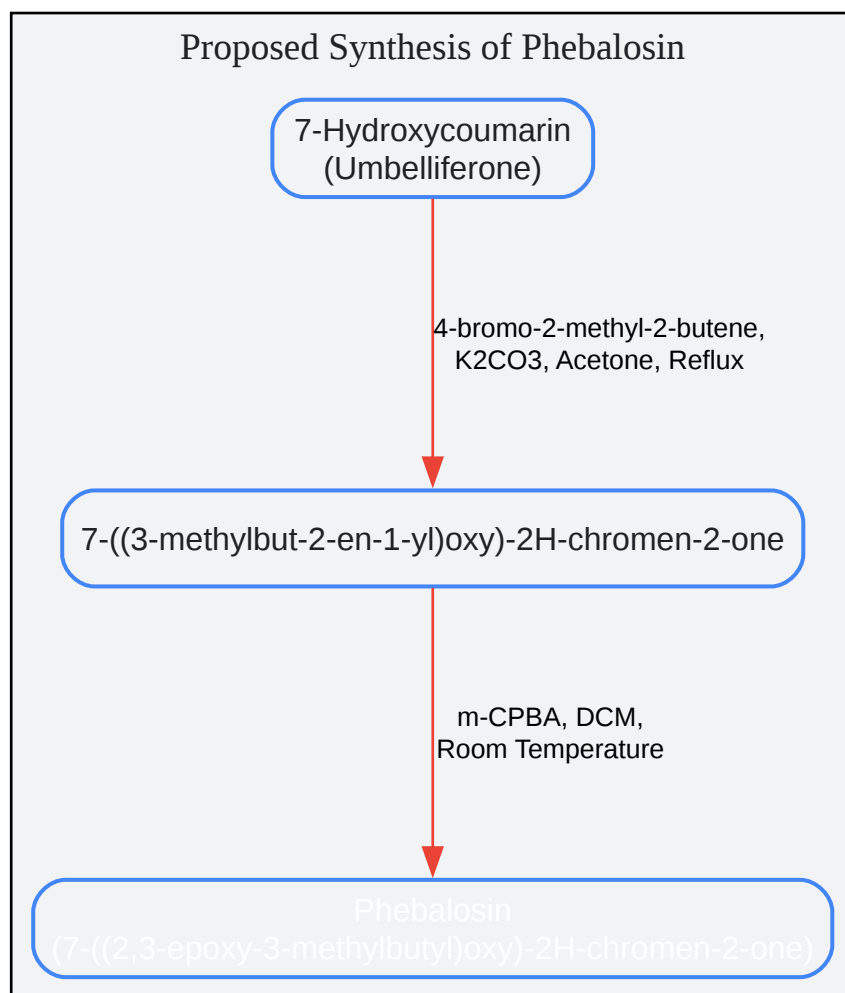 Proposed Synthesis of Phebalosin
7-Hydroxycoumarin
(Umbelliferone)
4-bromo-2-methyl-2-butene,
K2CO3, Acetone, Reflux
7-((3-methylbut-2-en-1-yl)oxy)-2H-chromen-2-one
m-CPBA, DCM,
Room Temperature
Phebalosin
(7-((2,3-epoxy-3-methylbutyl)oxy)-2H-chromen-2-one)